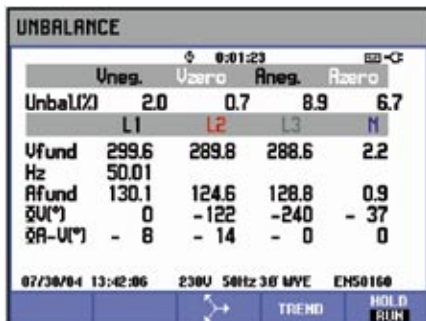 UNBALANCE
0:01:23
Vneg. Vzero Aneg. Azero
Unbal.(%) 2.0 0.7 8.9 6.7
L1 L2 L3 N
Vfund 299.6 289.8 288.6 2.2
Hz 50.01
Afund 130.1 124.6 128.8 0.9
ΦV(°) 0 -122 -240 - 37
ΦA-V(°) - 8 - 14 - 0 0
07/30/04 13:42:06 230V 50Hz 3Ø WYE EN50160
TREND HOLD
RUN